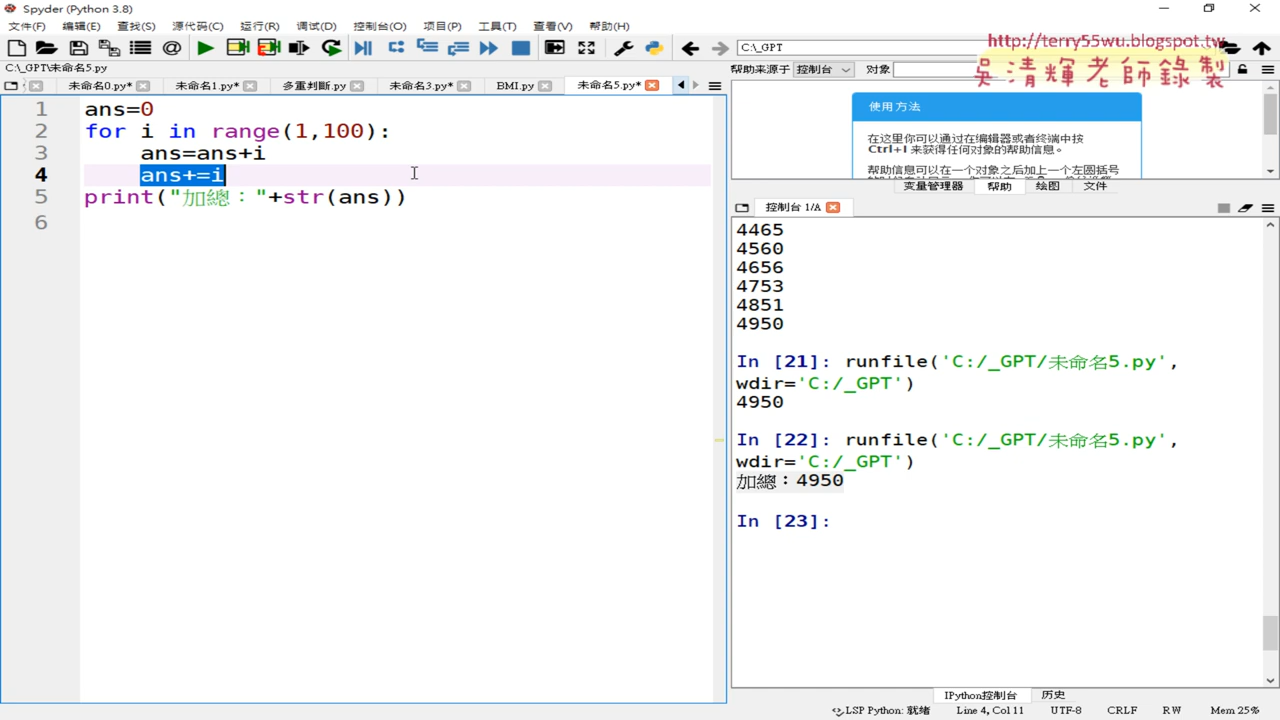 Spyder (Python 3.8)
文件(F) 编辑(E) 查找(S) 源代码(C) 运行(R) 调试(D) 控制台(O) 项目(P) 工具(T) 查看(V) 帮助(H)
C:\_GPT
http://terry55wu.blogspot.tw
吳清輝老師錄製
C:\_GPT\未命名5.py
未命名0.py* 未命名1.py* 多重判斷.py 未命名3.py* BMI.py 未命名5.py*
帮助来源于 控制台 对象
1 ans=0
2 for i in range(1,100):
3 ans=ans+i
4 ans+=i
5 print("加總："+str(ans))
6
使用方法
在这里你可以通过在编辑器或者终端中按
Ctrl+I 来获得任何对象的帮助信息。
帮助信息可以在一个对象之后加上一个左圆括号
变量管理器 帮助 绘图 文件
控制台 1/A
4465
4560
4656
4753
4851
4950
In [21]: runfile('C:/_GPT/未命名5.py',
wdir='C:/_GPT')
4950
In [22]: runfile('C:/_GPT/未命名5.py',
wdir='C:/_GPT')
加總：4950
In [23]:
IPython控制台 历史
LSP Python: 就绪 Line 4, Col 11 UTF-8 CRLF RW Mem 25%